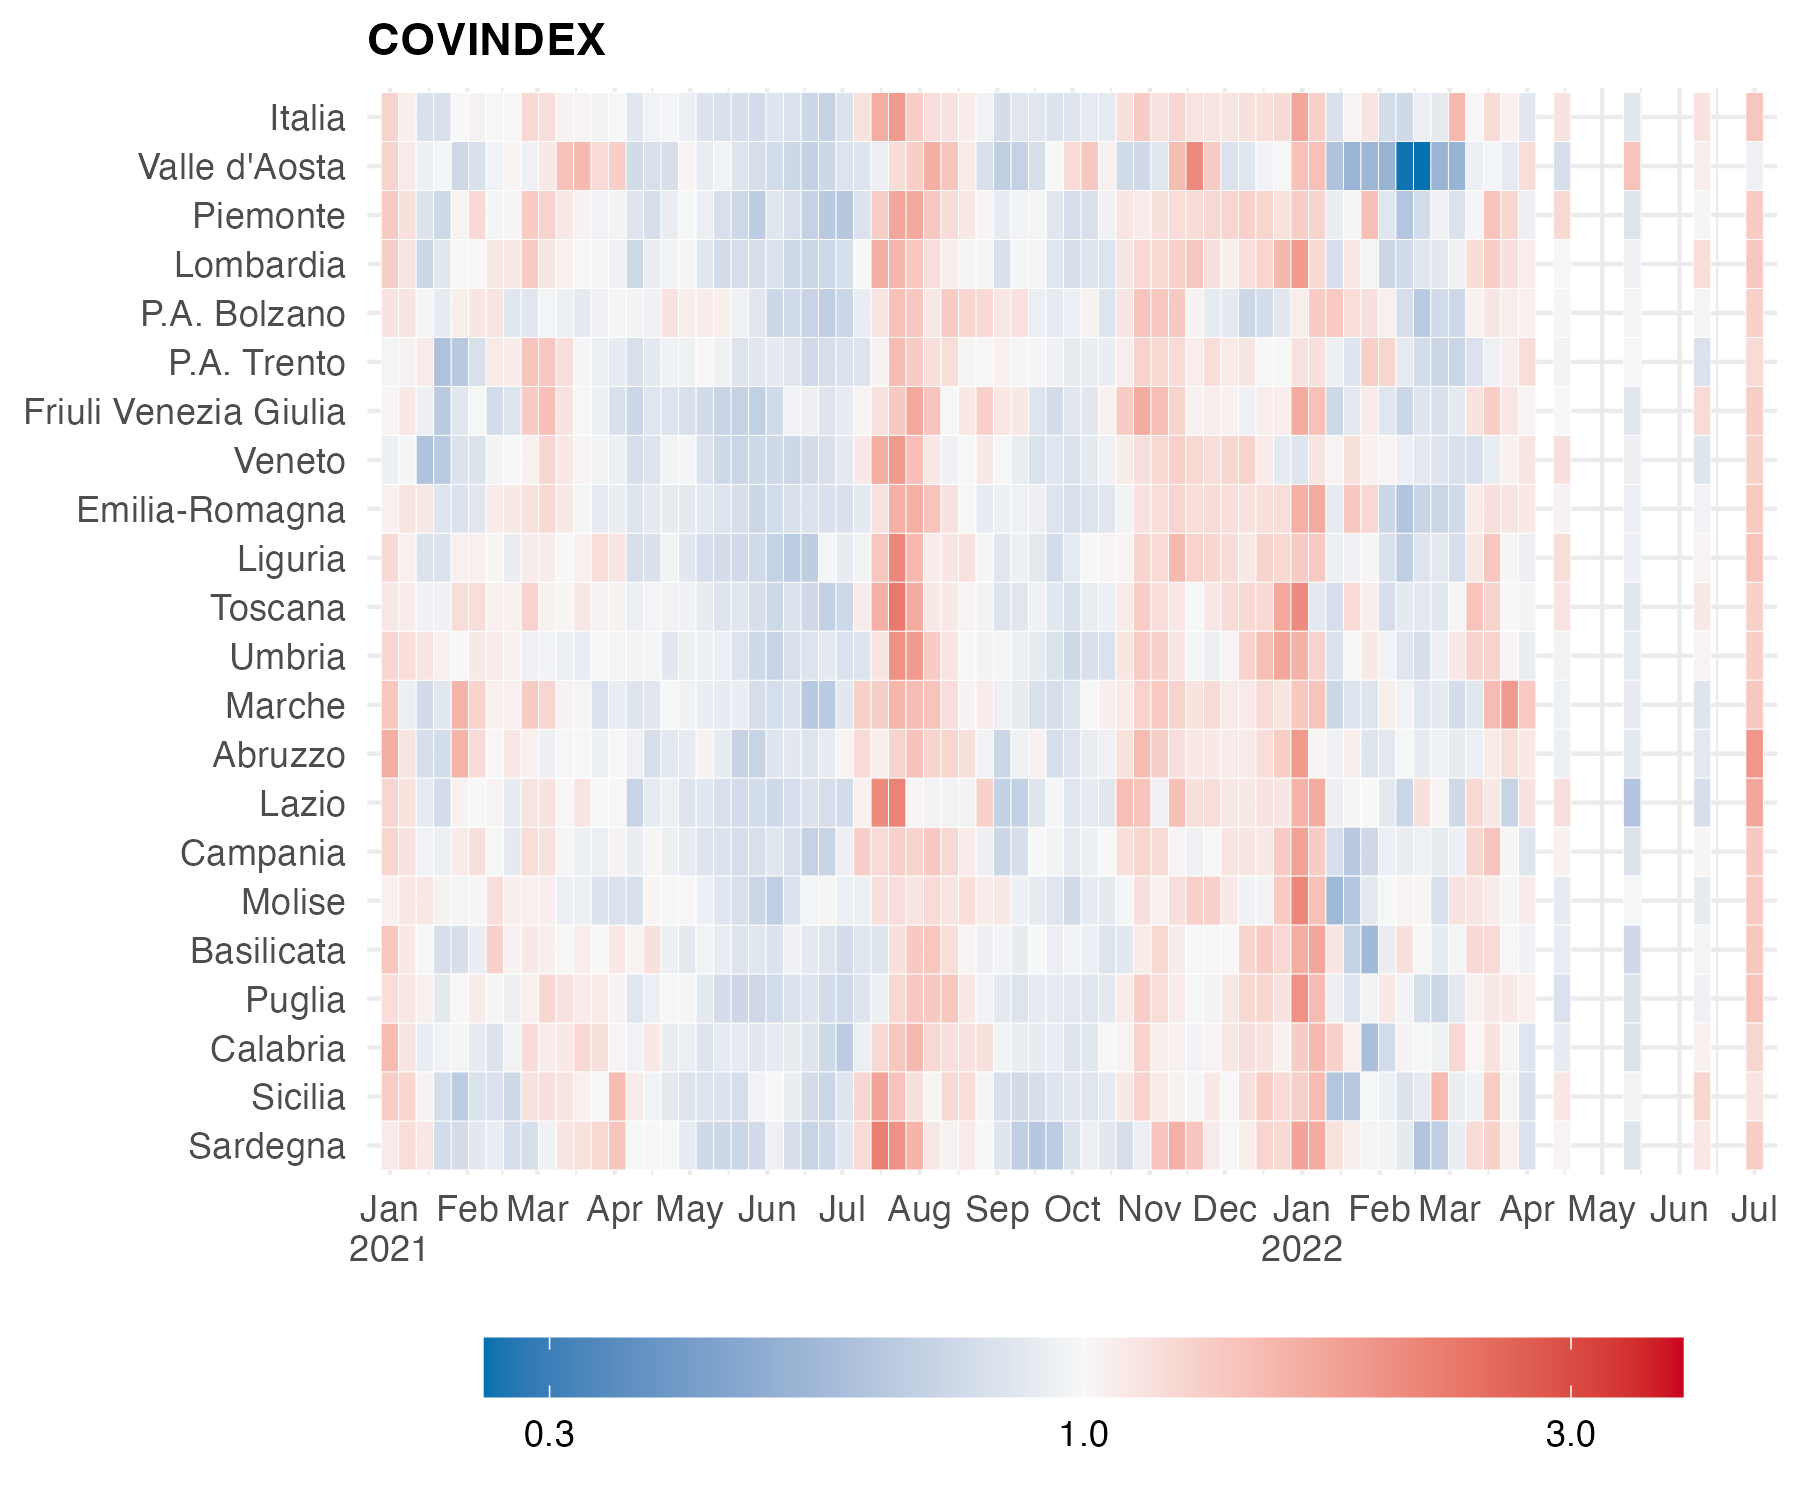 COVINDEX
Italia
Valle d'Aosta
Piemonte
Lombardia
P.A. Bolzano
P.A. Trento
Friuli Venezia Giulia
Veneto
Emilia-Romagna
Liguria
Toscana
Umbria
Marche
Abruzzo
Lazio
Campania
Molise
Basilicata
Puglia
Calabria
Sicilia
Sardegna
Jan Feb Mar Apr May Jun Jul Aug Sep Oct Nov Dec Jan Feb Mar Apr May Jun Jul
2021 2022
0.3 1.0 3.0